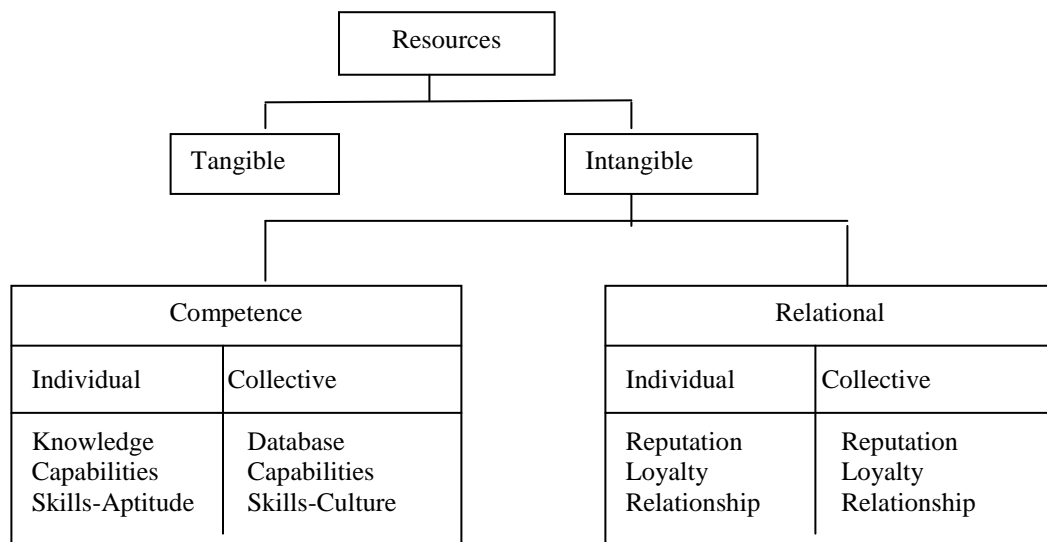 Resources
Tangible
Intangible
Competence
Individual
Collective
Knowledge
Capabilities
Skills-Aptitude
Database
Capabilities
Skills-Culture
Relational
Individual
Collective
Reputation
Loyalty
Relationship
Reputation
Loyalty
Relationship